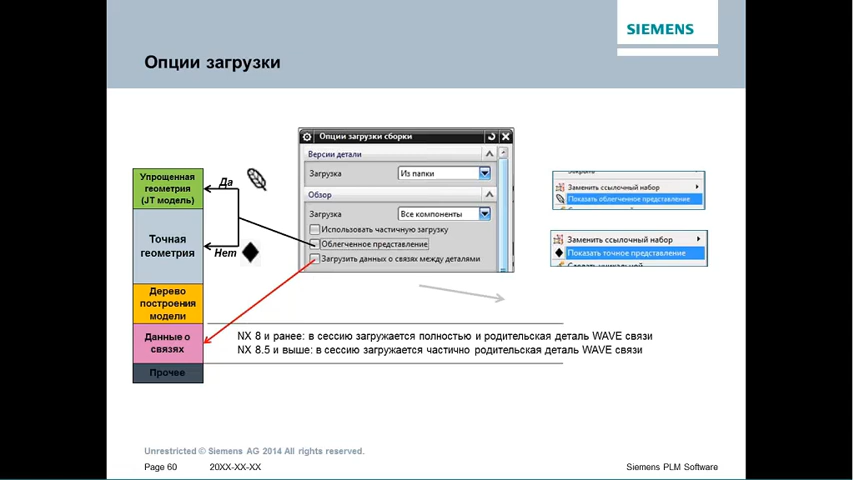 SIEMENS
Опции загрузки
Опции загрузки сборки
Версии детали
Загрузка
Из папки
Обзор
Загрузка
Все компоненты
Использовать частичную загрузку
Облегченное представление
Загрузить данные о связях между деталями
Упрощенная
геометрия
(JT модель)
Да
Точная
геометрия
Нет
Дерево
построения
модели
Данные о
связях
Прочее
Заменить ссылочный набор
Показать облегченное представление
Заменить ссылочный набор
Показать точное представление
Сделать уникальной
NX 8 и ранее: в сессию загружается полностью и родительская деталь WAVE связи
NX 8.5 и выше: в сессию загружается частично родительская деталь WAVE связи
Unrestricted © Siemens AG 2014 All rights reserved.
Page 60
20XX-XX-XX
Siemens PLM Software